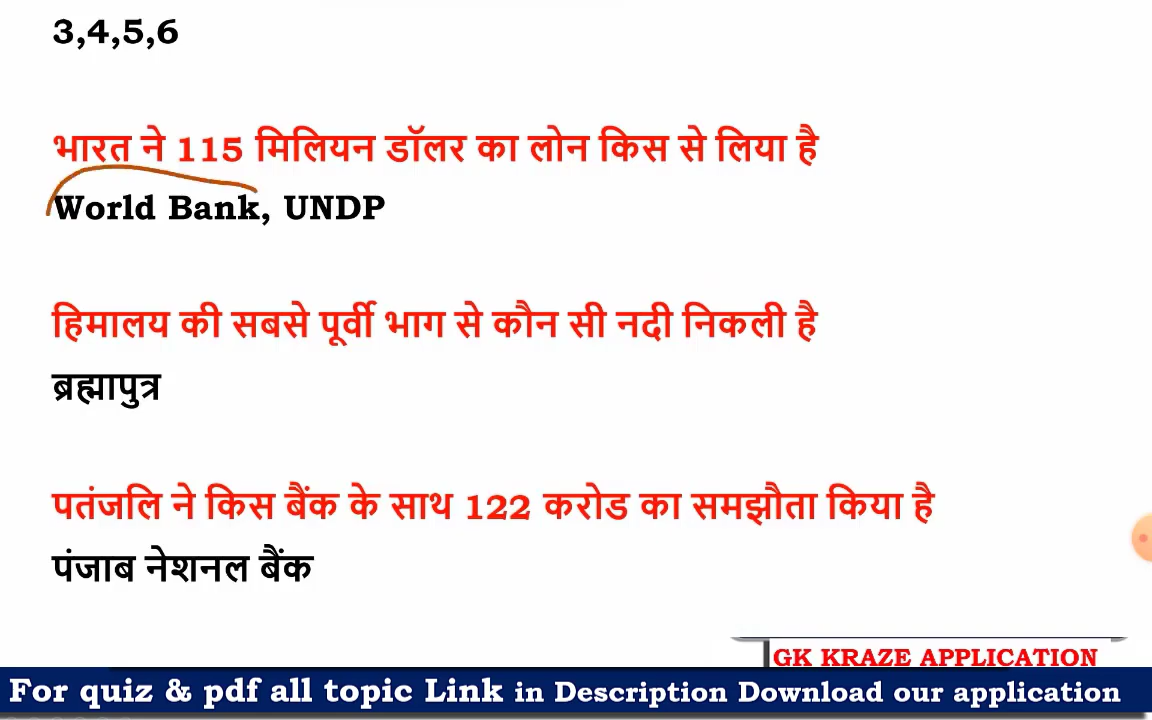 3,4,5,6
भारत ने 115 मिलियन डॉलर का लोन किस से लिया है
World Bank, UNDP
हिमालय की सबसे पूर्वी भाग से कौन सी नदी निकली है
ब्रह्मापुत्र
पतंजलि ने किस बैंक के साथ 122 करोड का समझौता किया है
पंजाब नेशनल बैंक
GK KRAZE APPLICATION
For quiz & pdf all topic Link in Description Download our application